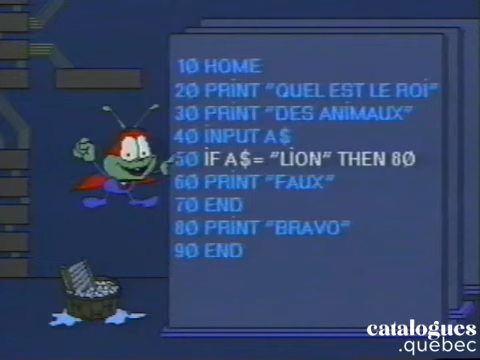 10 HOME
20 PRINT "QUEL EST LE ROI"
30 PRINT "DES ANIMAUX"
40 INPUT A$
50 IF A$= "LION" THEN 80
60 PRINT "FAUX"
70 END
80 PRINT "BRAVO"
90 END
catalogues
.québec